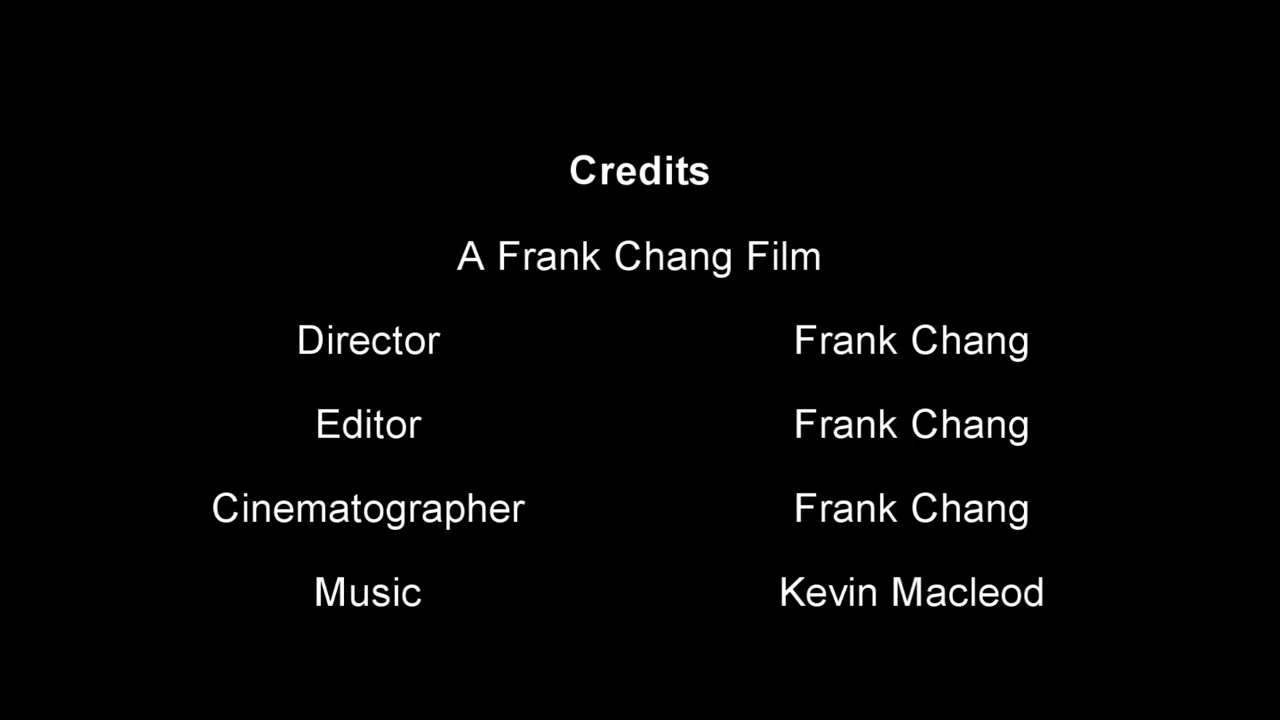 Credits
A Frank Chang Film
Director Frank Chang
Editor Frank Chang
Cinematographer Frank Chang
Music Kevin Macleod